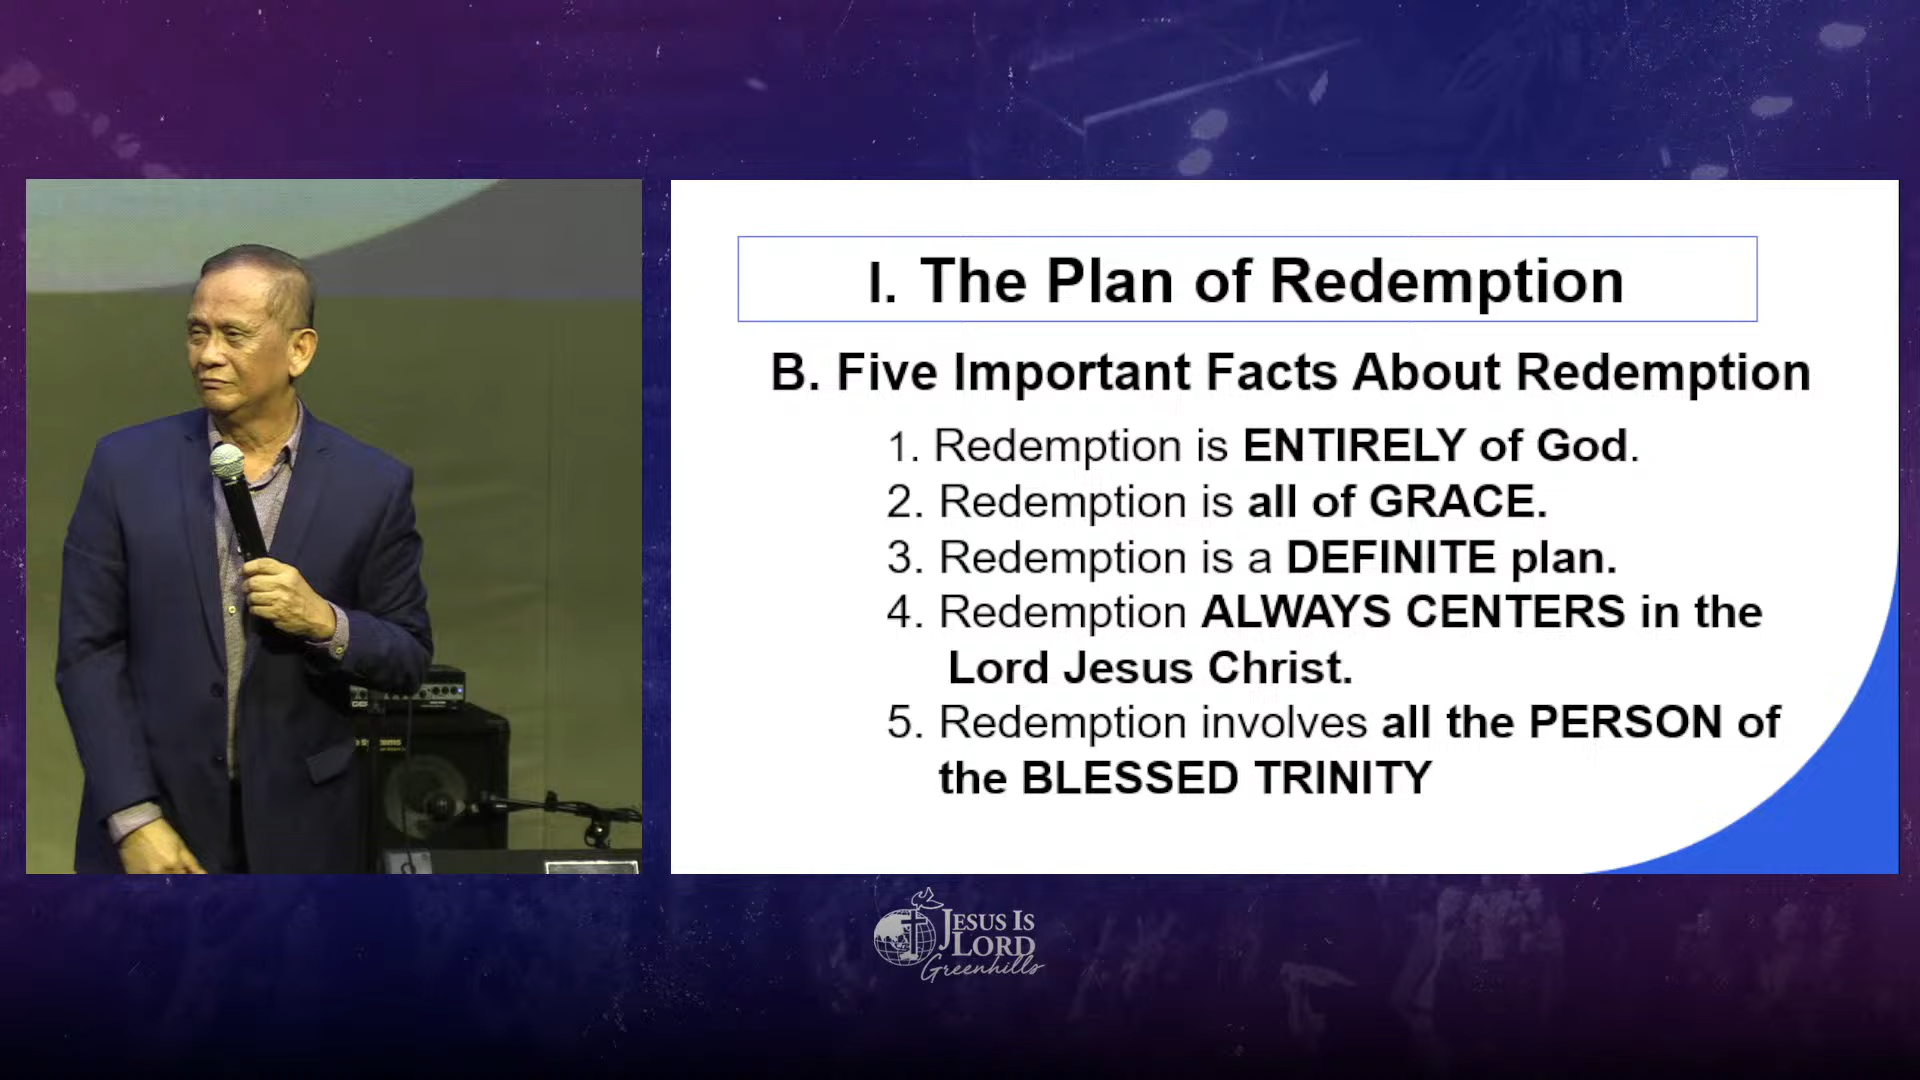 I. The Plan of Redemption
B. Five Important Facts About Redemption
1. Redemption is ENTIRELY of God.
2. Redemption is all of GRACE.
3. Redemption is a DEFINITE plan.
4. Redemption ALWAYS CENTERS in the
Lord Jesus Christ.
5. Redemption involves all the PERSON of
the BLESSED TRINITY
JESUS IS
LORD
Greenhills